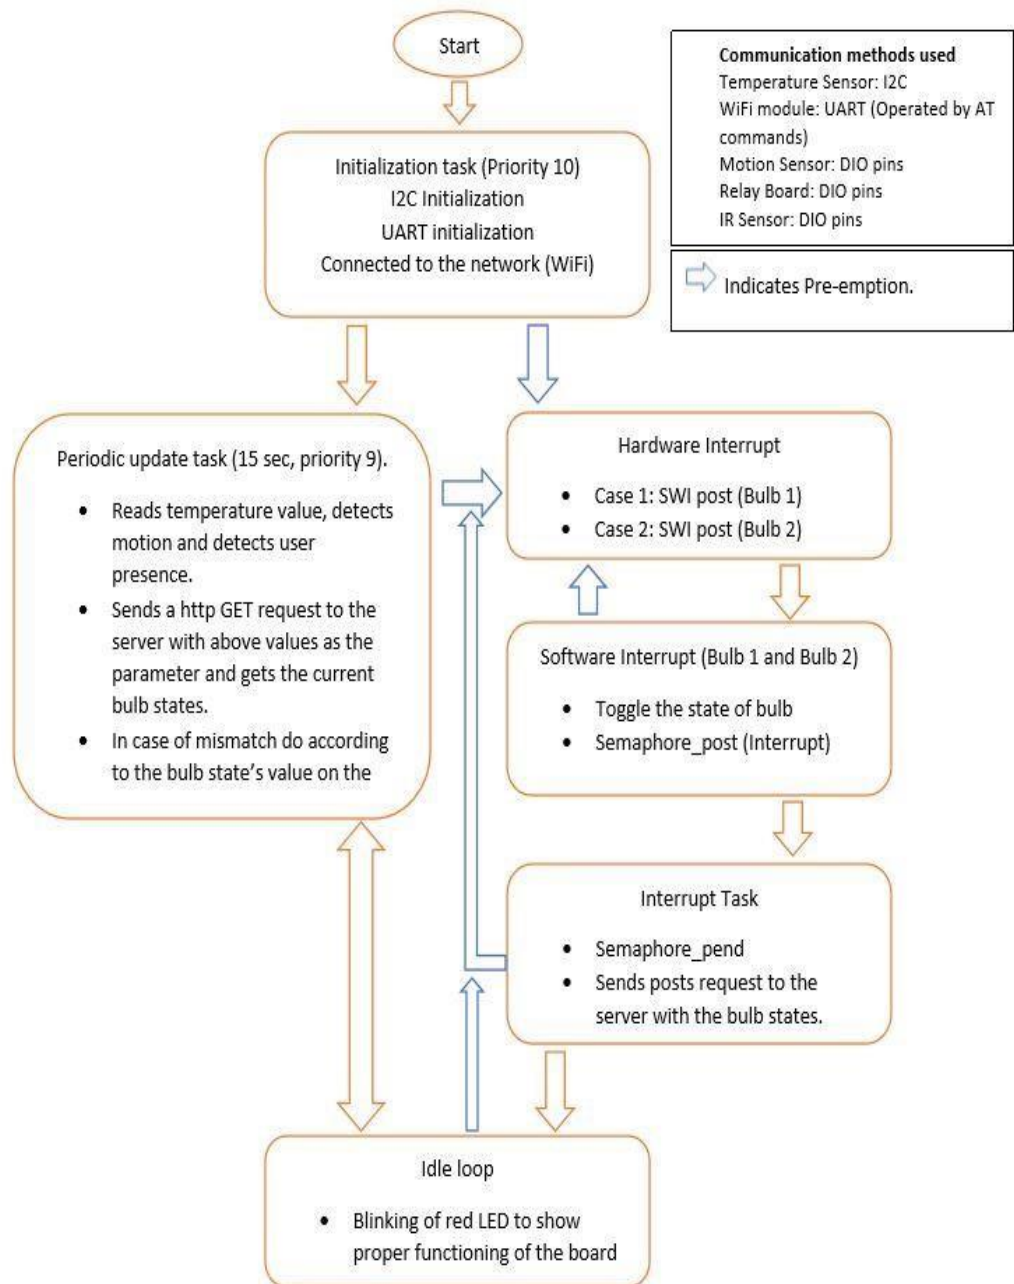 Start
Communication methods used
Temperature Sensor: I2C
WiFi module: UART (Operated by AT
commands)
Motion Sensor: DIO pins
Relay Board: DIO pins
IR Sensor: DIO pins
Indicates Pre-emption.
Initialization task (Priority 10)
I2C Initialization
UART initialization
Connected to the network (WiFi)
Periodic update task (15 sec, priority 9).
• Reads temperature value, detects
motion and detects user
presence.
• Sends a http GET request to the
server with above values as the
parameter and gets the current
bulb states.
• In case of mismatch do according
to the bulb state's value on the
Hardware Interrupt
• Case 1: SWI post (Bulb 1)
• Case 2: SWI post (Bulb 2)
Software Interrupt (Bulb 1 and Bulb 2)
• Toggle the state of bulb
• Semaphore_post (Interrupt)
Interrupt Task
• Semaphore_pend
• Sends posts request to the
server with the bulb states.
Idle loop
• Blinking of red LED to show
proper functioning of the board